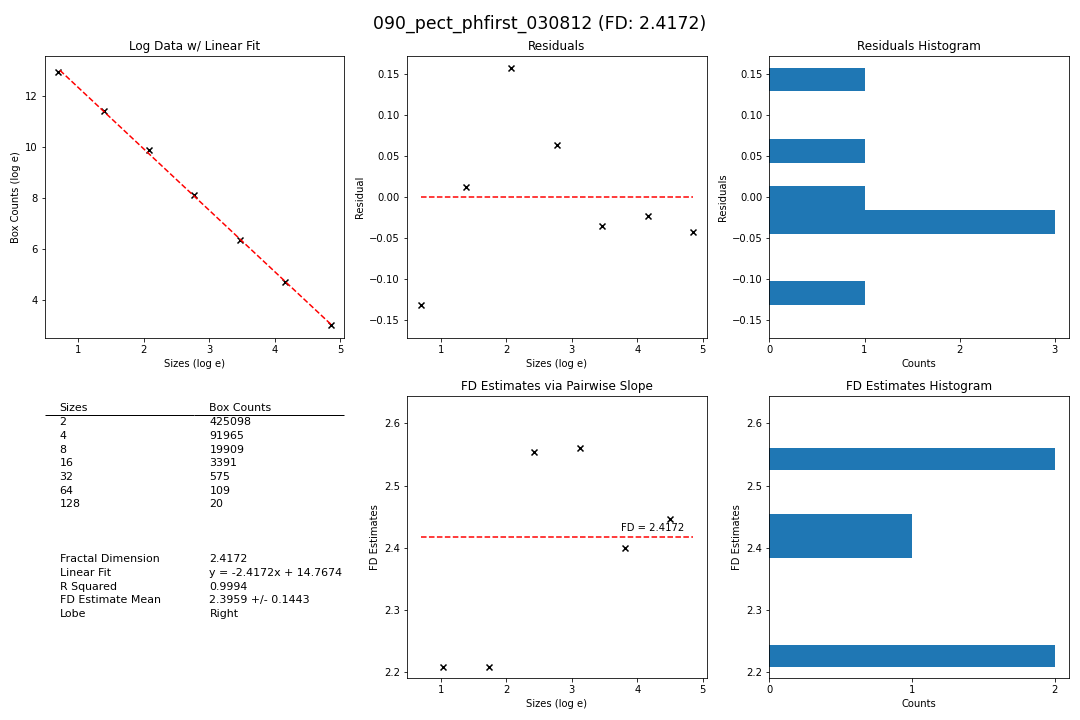 090_pect_phfirst_030812 (FD: 2.4172)
Log Data w/ Linear Fit
Box Counts (log e)
12
10
8
6
4
1 2 3 4 5
Sizes (log e)
Residuals
Residual
0.15
0.10
0.05
0.00
−0.05
−0.10
−0.15
1 2 3 4 5
Sizes (log e)
Residuals Histogram
Residuals
0.15
0.10
0.05
0.00
−0.05
−0.10
−0.15
0 1 2 3
Counts
Sizes Box Counts
2 425098
4 91965
8 19909
16 3391
32 575
64 109
128 20
Fractal Dimension 2.4172
Linear Fit y = -2.4172x + 14.7674
R Squared 0.9994
FD Estimate Mean 2.3959 +/- 0.1443
Lobe Right
FD Estimates via Pairwise Slope
FD Estimates
2.6
2.5
2.4
2.3
2.2
FD = 2.4172
1 2 3 4 5
Sizes (log e)
FD Estimates Histogram
FD Estimates
2.6
2.5
2.4
2.3
2.2
0 1 2
Counts